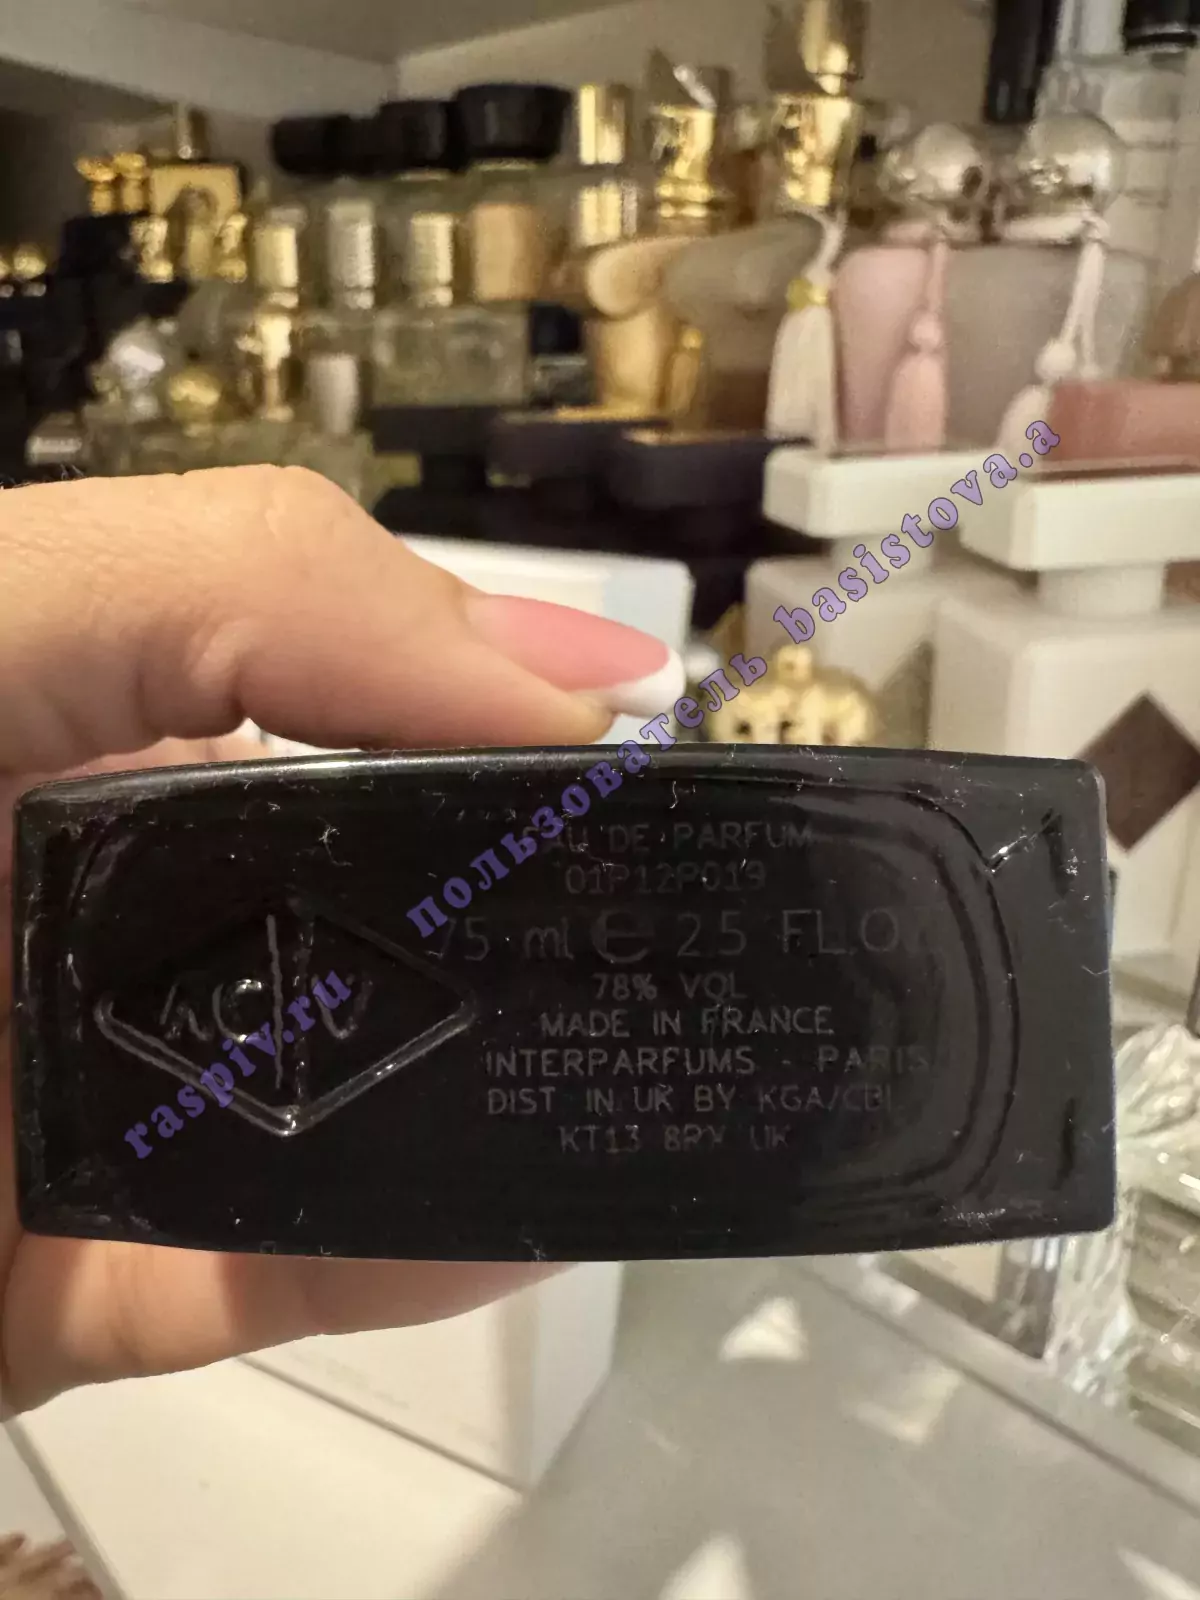 EAU DE PARFUM
01P12P019
75 ml e 2.5 FL.OZ
78% VOL
MADE IN FRANCE
INTERPARFUMS - PARIS
DIST IN UK BY KGA/CBL
KT13 8RY UK
raspiv.ru пользователь basistova.a